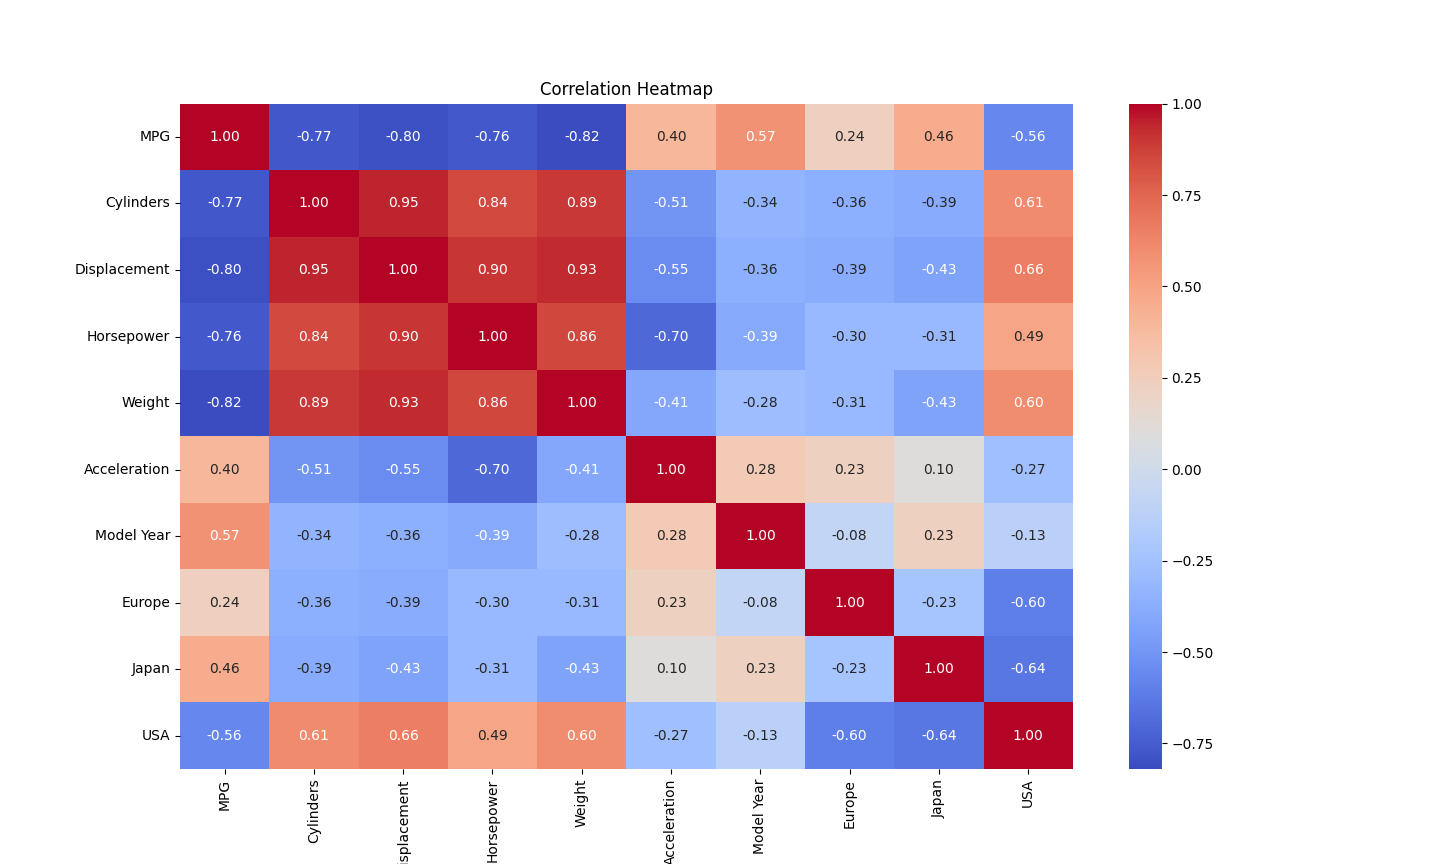 Correlation Heatmap
MPG 1.00 -0.77 -0.80 -0.76 -0.82 0.40 0.57 0.24 0.46 -0.56
Cylinders -0.77 1.00 0.95 0.84 0.89 -0.51 -0.34 -0.36 -0.39 0.61
Displacement -0.80 0.95 1.00 0.90 0.93 -0.55 -0.36 -0.39 -0.43 0.66
Horsepower -0.76 0.84 0.90 1.00 0.86 -0.70 -0.39 -0.30 -0.31 0.49
Weight -0.82 0.89 0.93 0.86 1.00 -0.41 -0.28 -0.31 -0.43 0.60
Acceleration 0.40 -0.51 -0.55 -0.70 -0.41 1.00 0.28 0.23 0.10 -0.27
Model Year 0.57 -0.34 -0.36 -0.39 -0.28 0.28 1.00 -0.08 0.23 -0.13
Europe 0.24 -0.36 -0.39 -0.30 -0.31 0.23 -0.08 1.00 -0.23 -0.60
Japan 0.46 -0.39 -0.43 -0.31 -0.43 0.10 0.23 -0.23 1.00 -0.64
USA -0.56 0.61 0.66 0.49 0.60 -0.27 -0.13 -0.60 -0.64 1.00
MPG
Cylinders
isplacement
Horsepower
Weight
Acceleration
Model Year
Europe
Japan
USA
1.00
0.75
0.50
0.25
0.00
−0.25
−0.50
−0.75